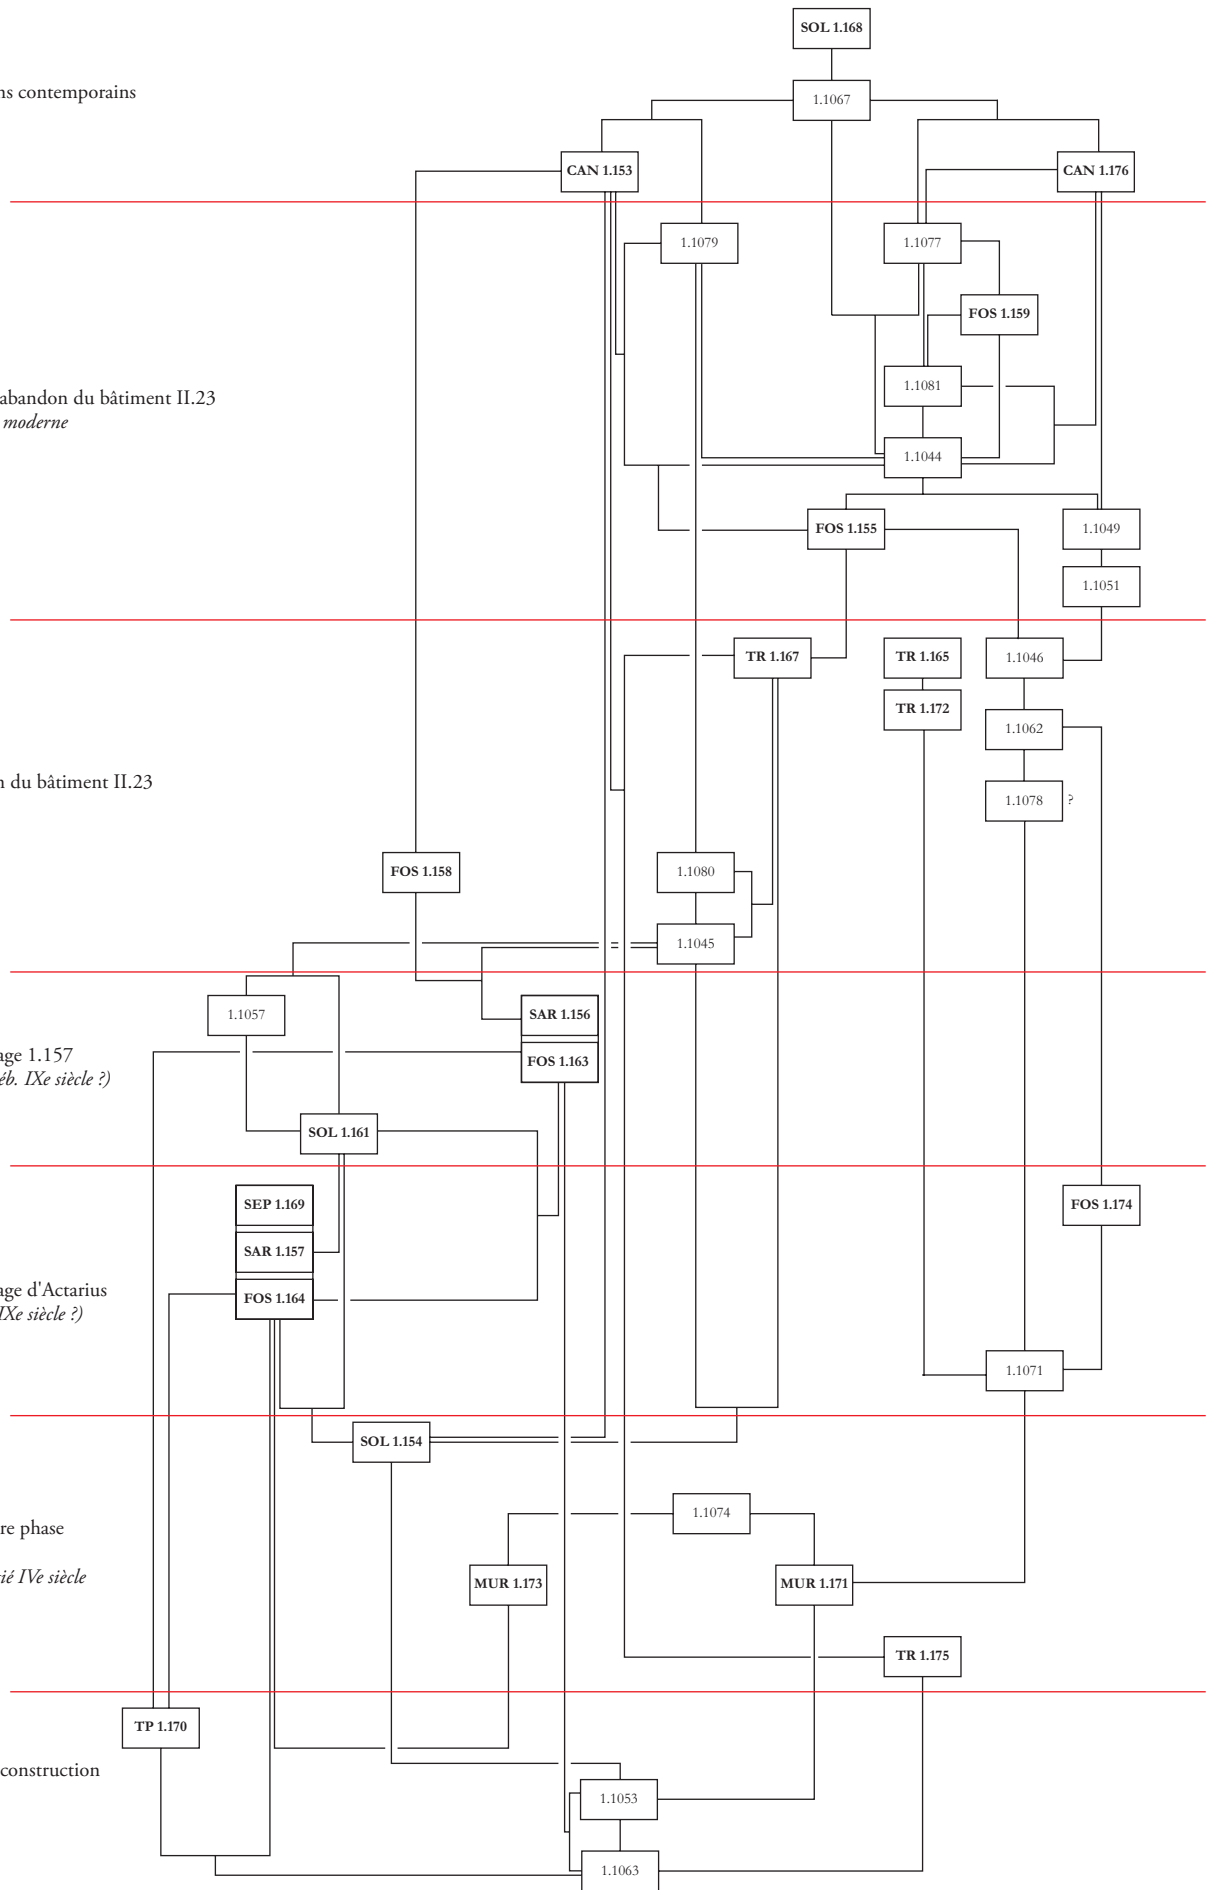 SOL 1.168
ns contemporains
1.1067
CAN 1.153
CAN 1.176
1.1079
1.1077
FOS 1.159
1.1081
abandon du bâtiment II.23
moderne
1.1044
FOS 1.155
1.1049
1.1051
TR 1.167
TR 1.165
1.1046
TR 1.172
1.1062
n du bâtiment II.23
1.1078 ?
FOS 1.158
1.1080
1.1045
1.1057
SAR 1.156
age 1.157
FOS 1.163
éb. IXe siècle ?)
SOL 1.161
SEP 1.169
FOS 1.174
SAR 1.157
age d'Actarius
FOS 1.164
IXe siècle ?)
1.1071
SOL 1.154
1.1074
re phase
ié IVe siècle
MUR 1.173
MUR 1.171
TR 1.175
TP 1.170
construction
1.1053
1.1063